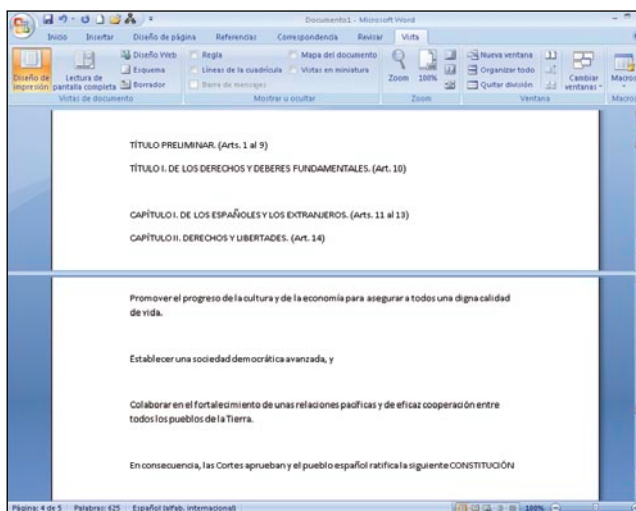 Documento1 - Microsoft Word
Inicio Insertar Diseño de página Referencias Correspondencia Revisar Vista
Diseño de impresión
Lectura de pantalla completa
Diseño Web
Esquema
Borrador
Vistas de documento
Regla
Líneas de la cuadrícula
Barra de mensajes
Mapa del documento
Vistas en miniatura
Mostrar u ocultar
Zoom
100%
Zoom
Nueva ventana
Organizar todo
Quitar división
Cambiar ventanas
Ventana
Macros
Macros
TÍTULO PRELIMINAR. (Arts. 1 al 9)
TÍTULO I. DE LOS DERECHOS Y DEBERES FUNDAMENTALES. (Art. 10)
CAPÍTULO I. DE LOS ESPAÑOLES Y LOS EXTRANJEROS. (Arts. 11 al 13)
CAPÍTULO II. DERECHOS Y LIBERTADES. (Art. 14)
Promover el progreso de la cultura y de la economía para asegurar a todos una digna calidad
de vida.
Establecer una sociedad democrática avanzada, y
Colaborar en el fortalecimiento de unas relaciones pacíficas y de eficaz cooperación entre
todos los pueblos de la Tierra.
En consecuencia, las Cortes aprueban y el pueblo español ratifica la siguiente CONSTITUCIÓN
Página: 4 de 5 Palabras: 625 Español (alfab. internacional) 100%